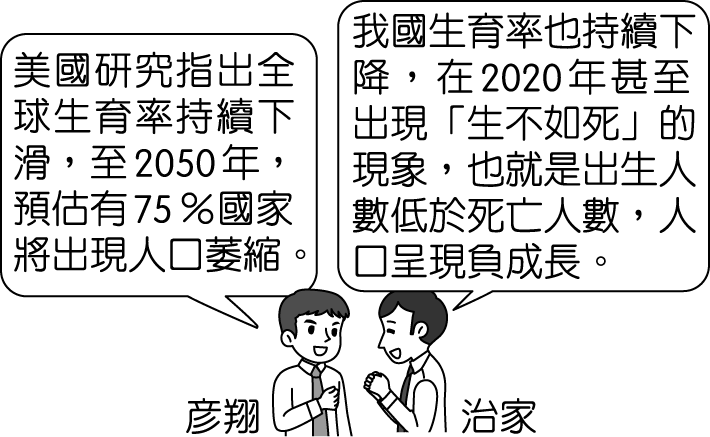 美國研究指出全
球生育率持續下
滑，至2050年，
預估有75％國家
將出現人口萎縮。
我國生育率也持續下
降，在2020年甚至
出現「生不如死」的
現象，也就是出生人
數低於死亡人數，人
口呈現負成長。
彦翔
治家